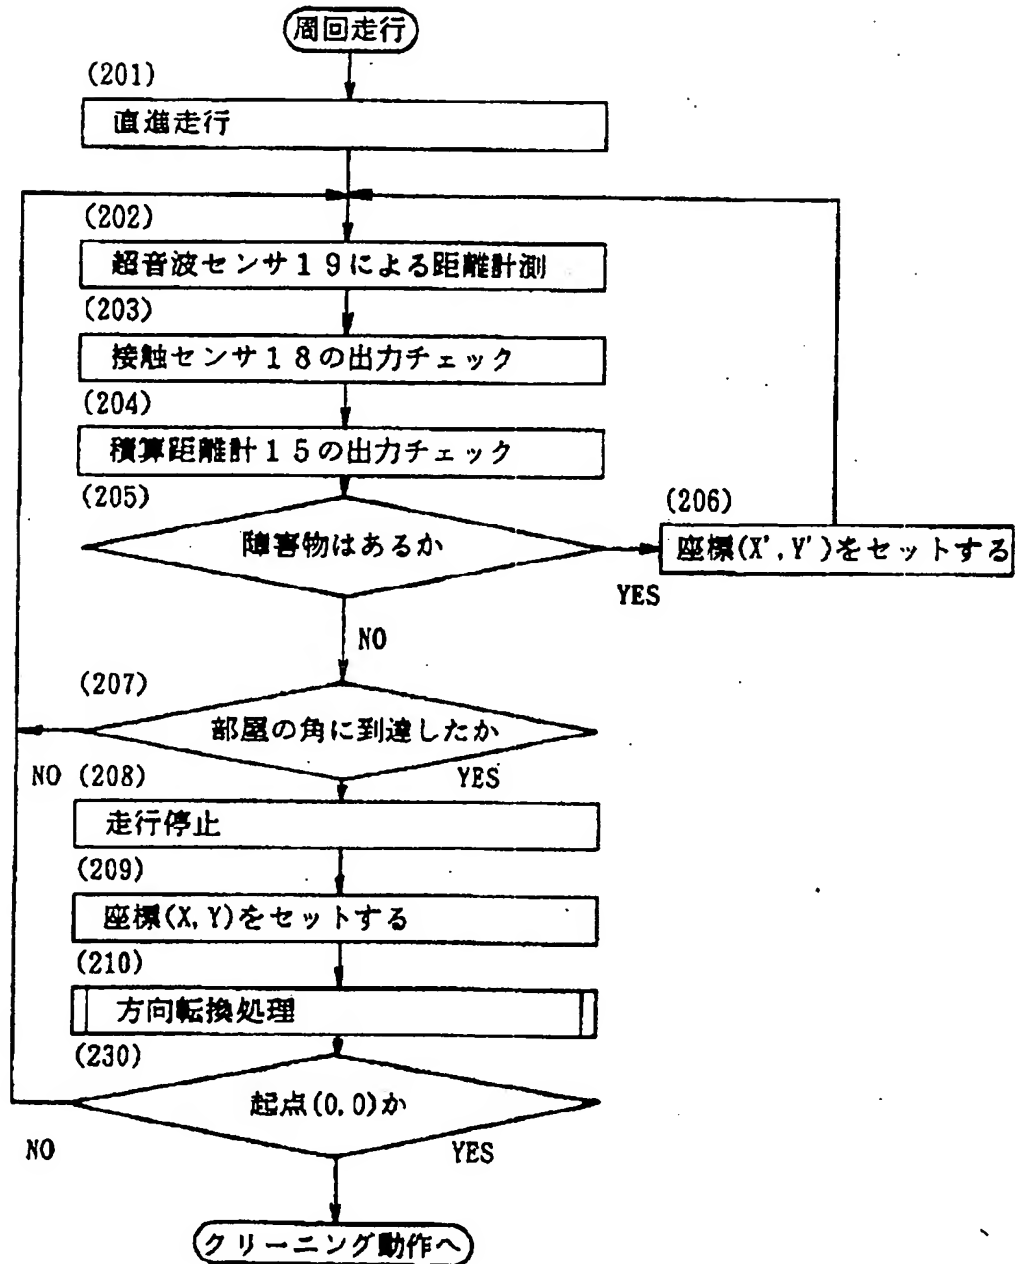 周回走行
(201)
直進走行
(202)
超音波センサ19による距離計測
(203)
接触センサ18の出力チェック
(204)
積算距離計15の出力チェック
(205)
障害物はあるか
(206)
座標(X',Y')をセットする
YES
NO
(207)
部屋の角に到達したか
NO
(208)
YES
走行停止
(209)
座標(X,Y)をセットする
(210)
方向転換処理
(230)
起点(0,0)か
NO
YES
クリーニング動作へ